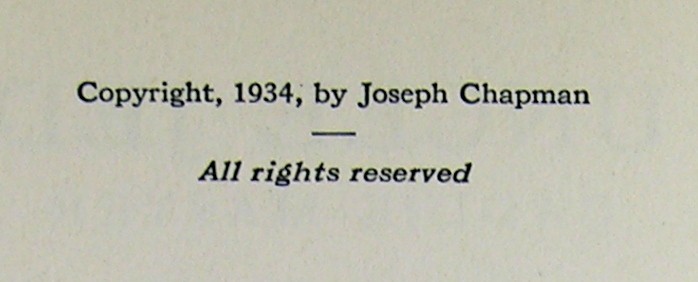 Copyright, 1934, by Joseph Chapman
All rights reserved